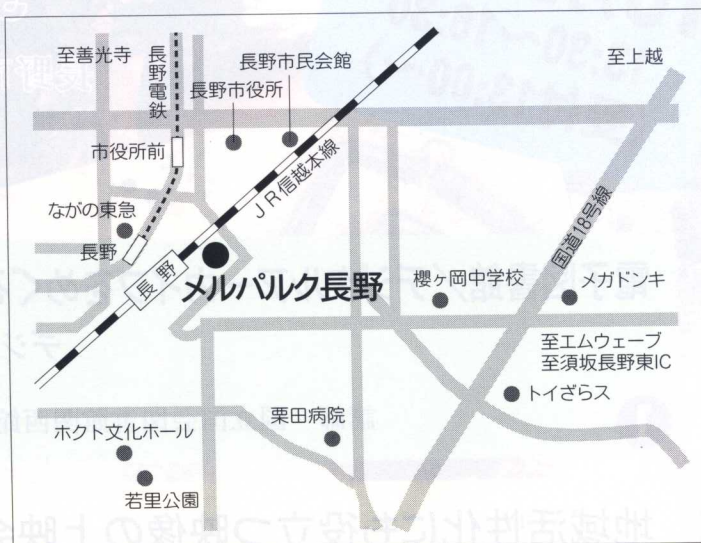 至善光寺
長野電鉄
長野市民会館
長野市役所
至上越
市役所前
JR信越本線
ながの東急
長野
長野
メルパルク長野
国道18号線
櫻ヶ岡中学校
メガドンキ
至エムウェーブ
至須坂長野東IC
トイざらス
栗田病院
ホクト文化ホール
若里公園